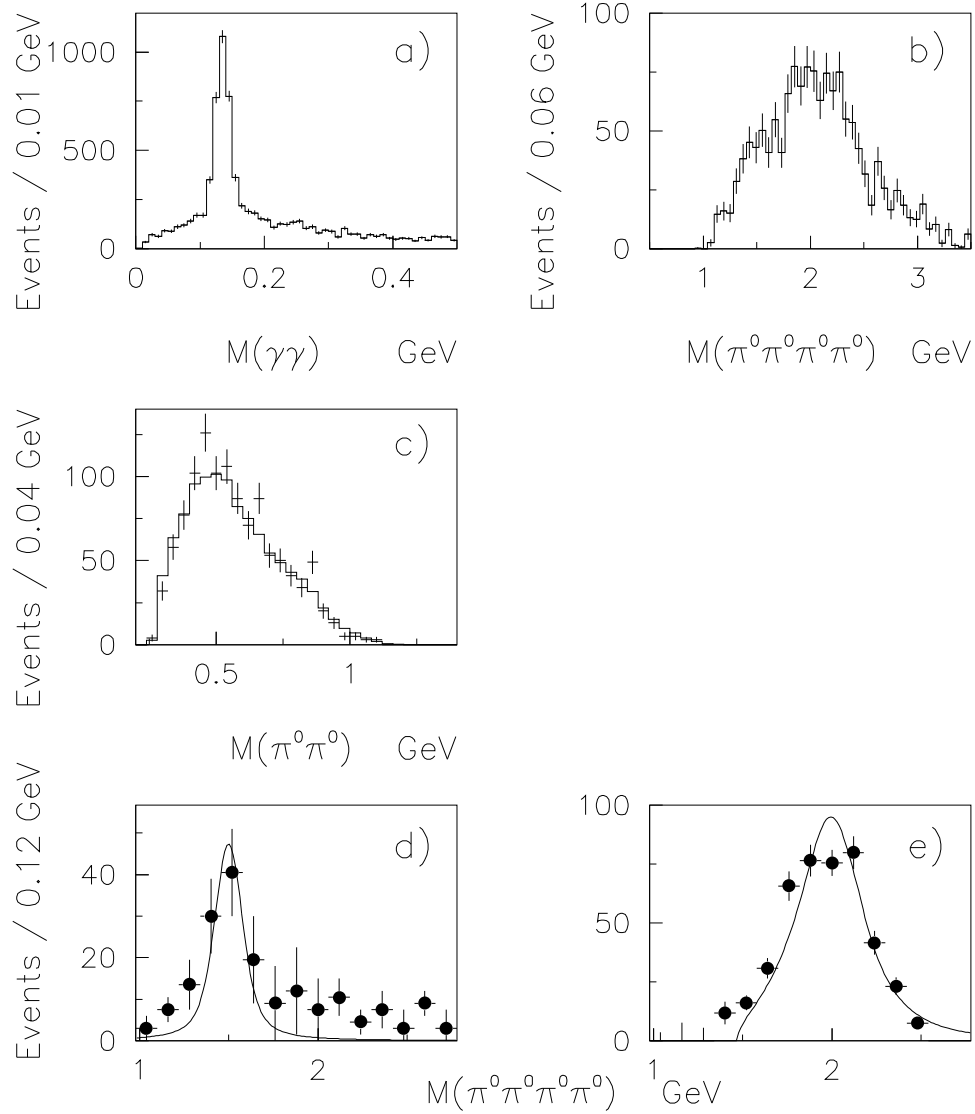 Events / 0.01 GeV
1000
500
0
a)
0 0.2 0.4
M(γγ) GeV
Events / 0.06 GeV
100
50
0
b)
1 2 3
M(π⁰π⁰π⁰π⁰) GeV
Events / 0.04 GeV
100
50
0
c)
0.5 1
M(π⁰π⁰) GeV
Events / 0.12 GeV
40
20
0
d)
1 2
100
50
0
e)
1 2
M(π⁰π⁰π⁰π⁰) GeV